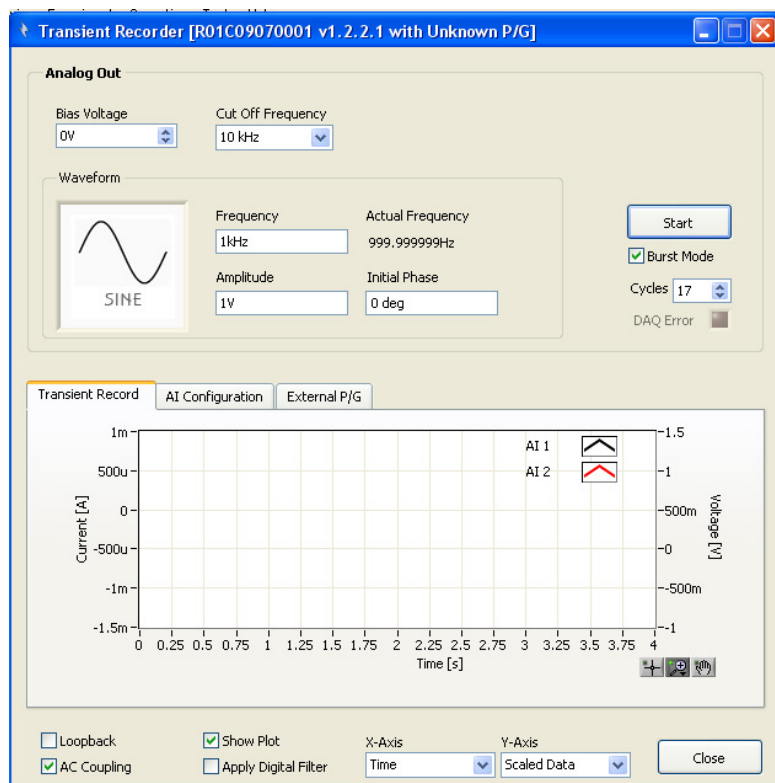 Transient Recorder [R01C09070001 v1.2.2.1 with Unknown P/G]
Analog Out
Bias Voltage
0V
Cut Off Frequency
10 kHz
Waveform
SINE
Frequency
1kHz
Actual Frequency
999.999999Hz
Amplitude
1V
Initial Phase
0 deg
Start
Burst Mode
Cycles 17
DAQ Error
Transient Record AI Configuration External P/G
AI 1
AI 2
Current [A]
1m
500u
0
-500u
-1m
-1.5m
Voltage [V]
1.5
1
500m
0
-500m
-1
0 0.25 0.5 0.75 1 1.25 1.5 1.75 2 2.25 2.5 2.75 3 3.25 3.5 3.75 4
Time [s]
Loopback
AC Coupling
Show Plot
Apply Digital Filter
X-Axis
Time
Y-Axis
Scaled Data
Close